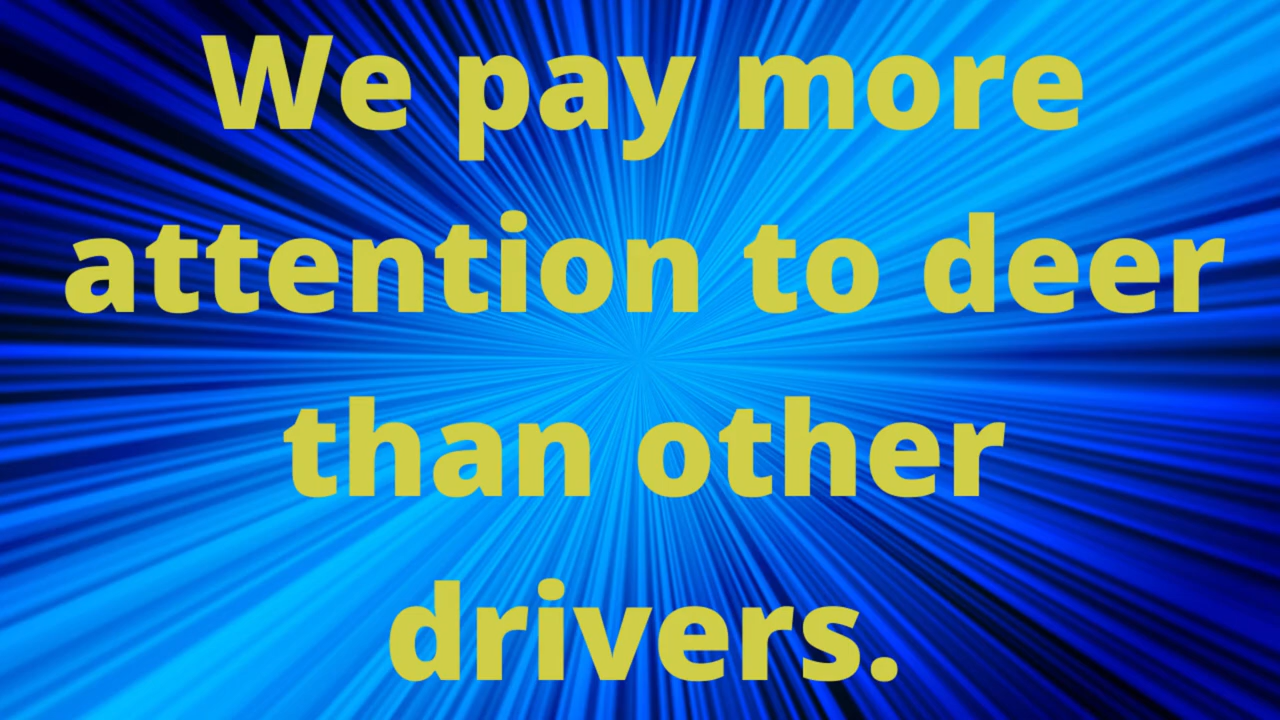 We pay more
attention to deer
than other
drivers.